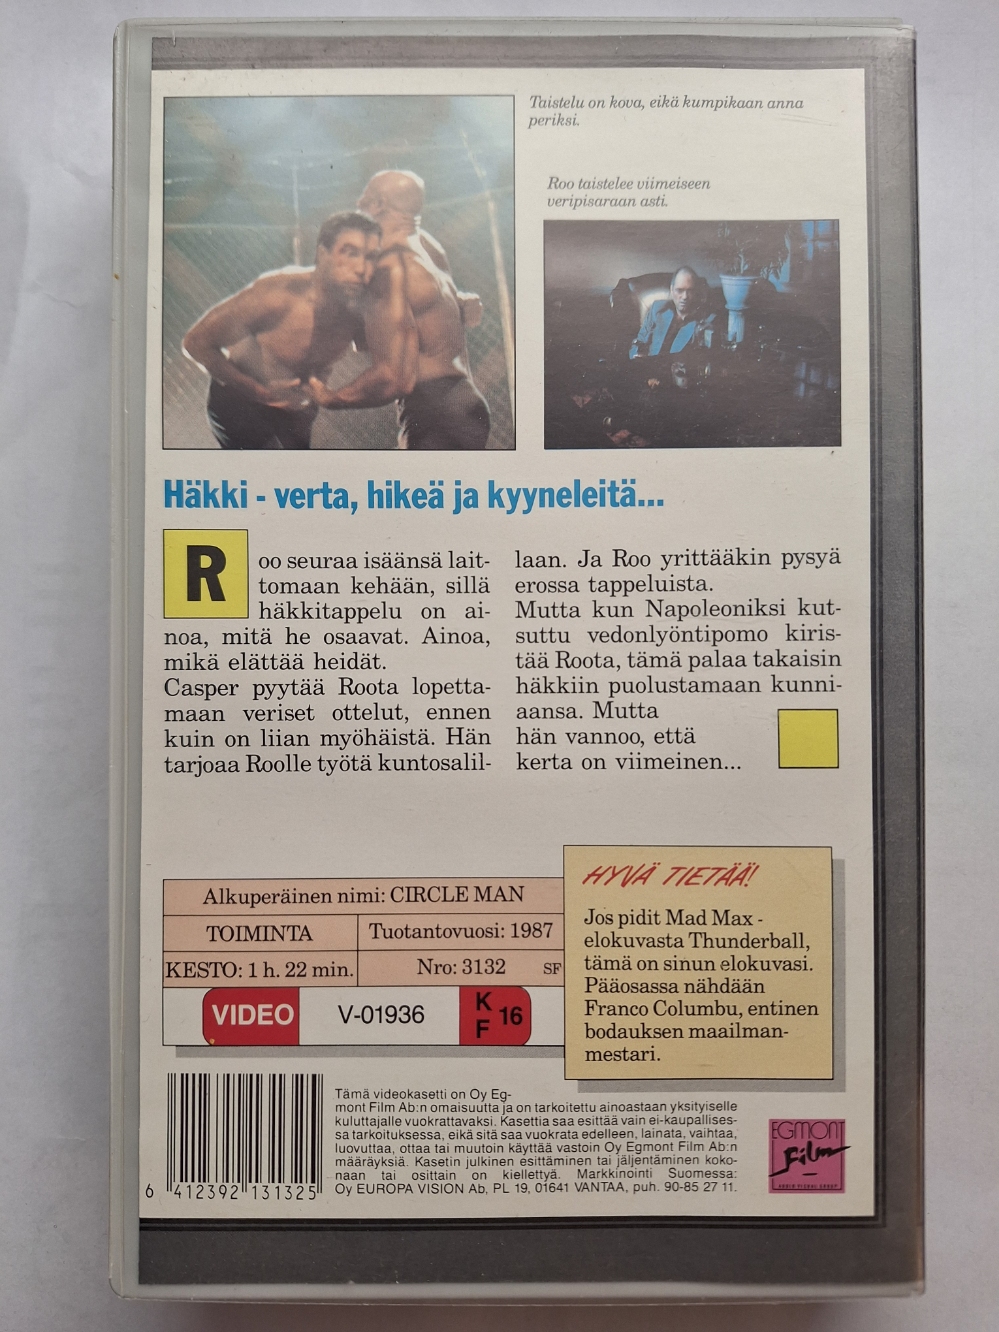 Taistelu on kova, eikä kumpikaan anna
periksi.
Roo taistelee viimeiseen
veripisaraan asti.
Häkki - verta, hikeä ja kyyneleitä...
Roo seuraa isäänsä lait-
tomaan kehään, sillä
häkkitappelu on ai-
noa, mitä he osaavat. Ainoa,
mikä elättää heidät.
Casper pyytää Roota lopetta-
maan veriset ottelut, ennen
kuin on liian myöhäistä. Hän
tarjoaa Roolle työtä kuntosalil-
laan. Ja Roo yrittääkin pysyä
erossa tappeluista.
Mutta kun Napoleoniksi kut-
suttu vedonlyöntipomo kiris-
tää Roota, tämä palaa takaisin
häkkiin puolustamaan kunni-
aansa. Mutta
hän vannoo, että
kerta on viimeinen...
Alkuperäinen nimi: CIRCLE MAN
TOIMINTA
Tuotantovuosi: 1987
KESTO: 1 h. 22 min.
Nro: 3132 SF
VIDEO V-01936 K F 16
HYVÄ TIETÄÄ!
Jos pidit Mad Max -
elokuvasta Thunderball,
tämä on sinun elokuvasi.
Pääosassa nähdään
Franco Columbu, entinen
bodauksen maailman-
mestari.
Tämä videokasetti on Oy Eg-
mont Film Ab:n omaisuutta ja on tarkoitettu ainoastaan yksityiselle
kuluttajalle vuokrattavaksi. Kasettia saa esittää vain ei-kaupallises-
sa tarkoituksessa, eikä sitä saa vuokrata edelleen, lainata, vaihtaa,
luovuttaa, ottaa tai muutoin käyttää vastoin Oy Egmont Film Ab:n
määräyksiä. Kasetin julkinen esittäminen tai jäljentäminen koko-
naan tai osittain on kiellettyä. Markkinointi Suomessa:
Oy EUROPA VISION Ab, PL 19, 01641 VANTAA, puh. 90-85 27 11.
6 412392 131325
EGMONT
Film
AUDIO VISUAL GROUP